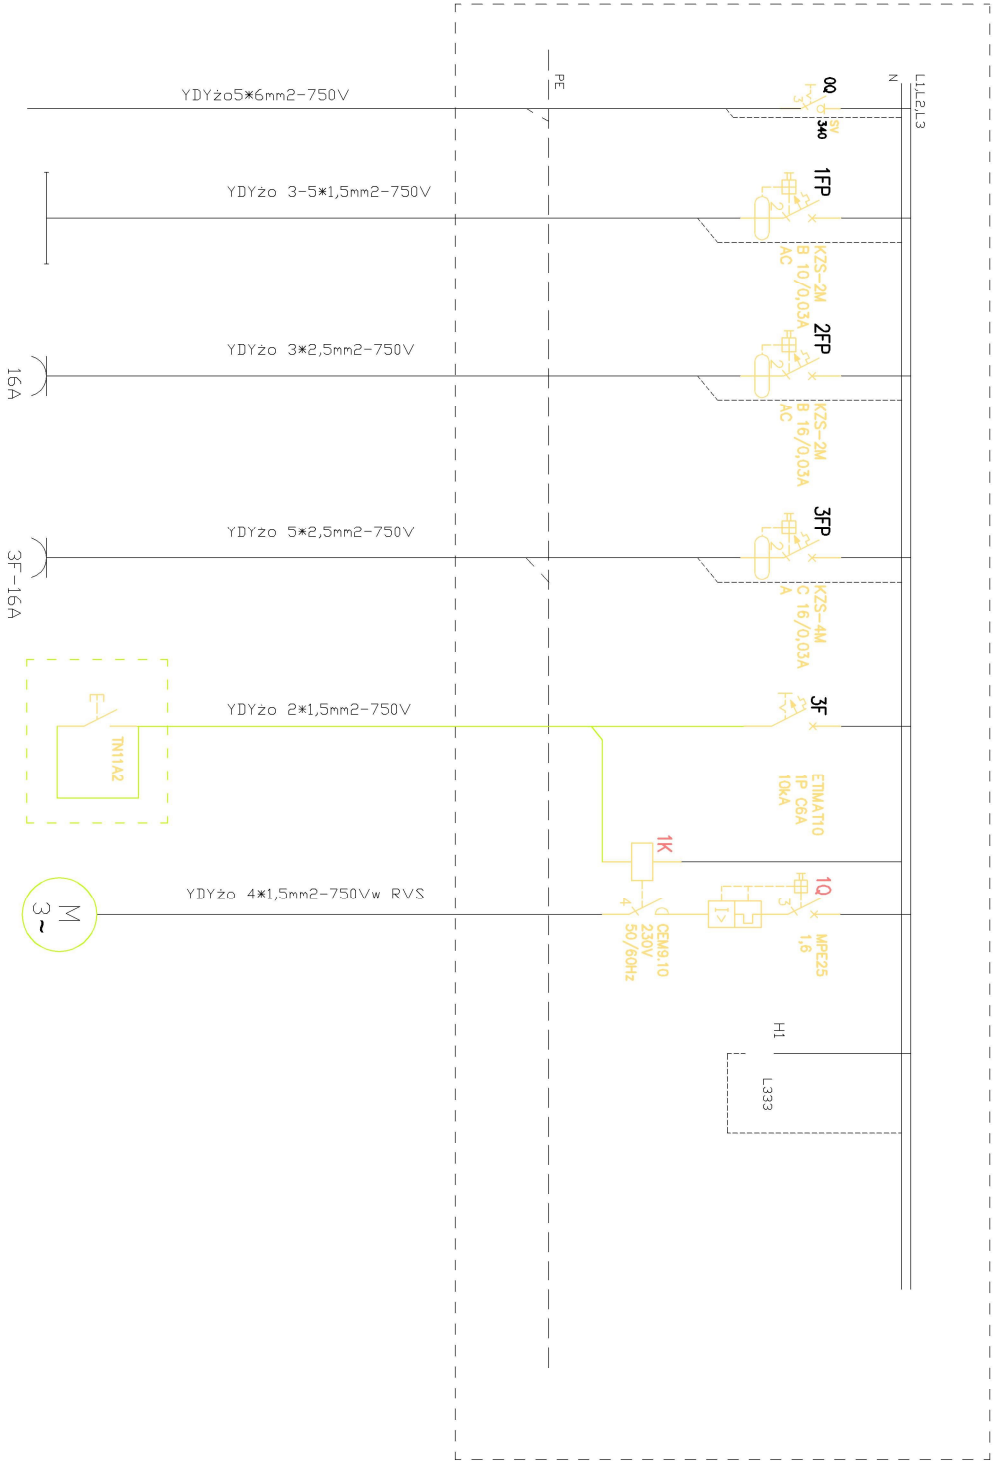 L1,L2,L3
N
PE
0Q
SV
340
3
YDYżo5*6mm2-750V
1FP
2
KZS-2M
B 10/0,03A
AC
YDYżo 3-5*1,5mm2-750V
2FP
2
KZS-2M
B 16/0,03A
AC
YDYżo 3*2,5mm2-750V
16A
3FP
2
KZS-4M
C 16/0,03A
A
YDYżo 5*2,5mm2-750V
3F-16A
3F
ETIMAT10
1P C6A
10kA
YDYżo 2*1,5mm2-750V
TN11A2
1K
1Q
3
MPE25
1,6
I>
4
CEM9.10
230V
50/60Hz
YDYżo 4*1,5mm2-750Vw RVS
M
3~
H1
L333